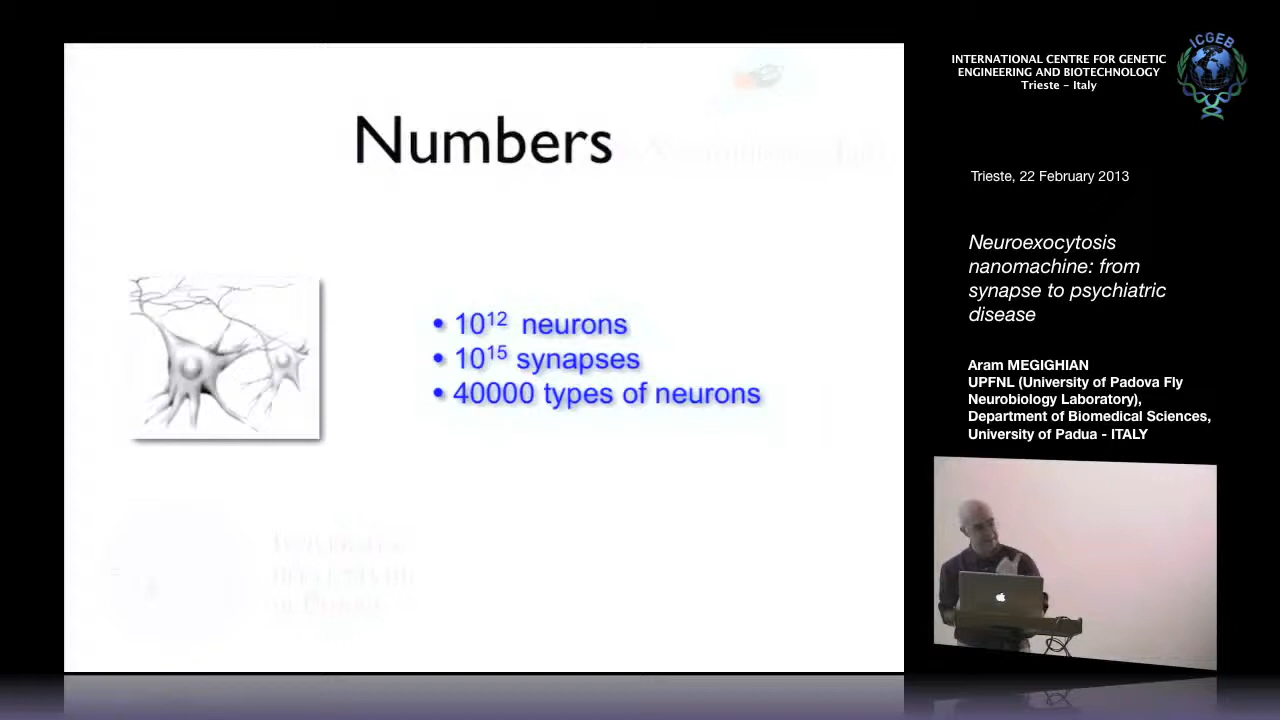 Numbers
• 10¹² neurons
• 10¹⁵ synapses
• 40000 types of neurons
INTERNATIONAL CENTRE FOR GENETIC
ENGINEERING AND BIOTECHNOLOGY
Trieste - Italy
ICGEB
Trieste, 22 February 2013
Neuroexocytosis
nanomachine: from
synapse to psychiatric
disease
Aram MEGIGHIAN
UPFNL (University of Padova Fly
Neurobiology Laboratory),
Department of Biomedical Sciences,
University of Padua - ITALY